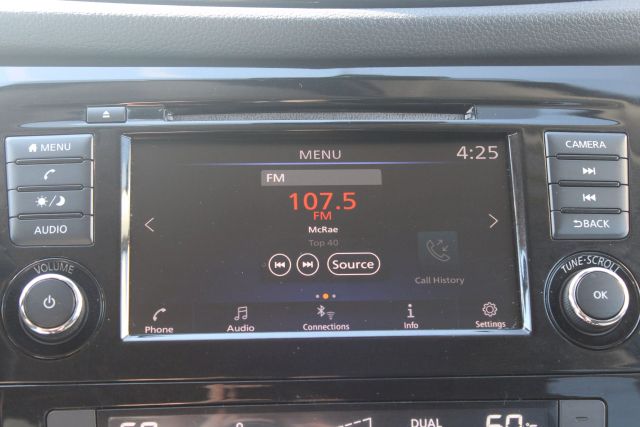 MENU
AUDIO
VOLUME
MENU
4:25
FM
107.5
FM
McRae
Top 40
Source
Call History
Phone
Audio
Connections
Info
Settings
CAMERA
BACK
TUNE·SCROLL
OK
DUAL